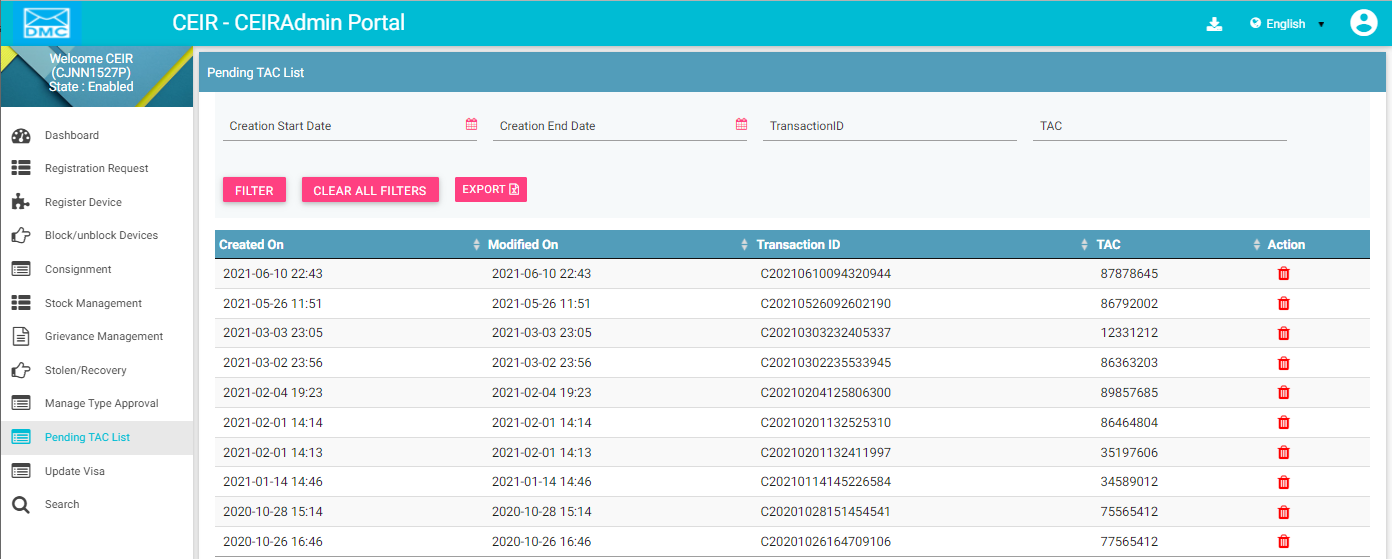 DMC
CEIR - CEIRAdmin Portal
English
Welcome CEIR
(CJNN1527P)
State : Enabled
Dashboard
Registration Request
Register Device
Block/unblock Devices
Consignment
Stock Management
Grievance Management
Stolen/Recovery
Manage Type Approval
Pending TAC List
Update Visa
Search
Pending TAC List
Creation Start Date Creation End Date TransactionID TAC
FILTER CLEAR ALL FILTERS EXPORT
Created On Modified On Transaction ID TAC Action
2021-06-10 22:43 2021-06-10 22:43 C20210610094320944 87878645
2021-05-26 11:51 2021-05-26 11:51 C20210526092602190 86792002
2021-03-03 23:05 2021-03-03 23:05 C20210303232405337 12331212
2021-03-02 23:56 2021-03-02 23:56 C20210302235533945 86363203
2021-02-04 19:23 2021-02-04 19:23 C20210204125806300 89857685
2021-02-01 14:14 2021-02-01 14:14 C20210201132525310 86464804
2021-02-01 14:13 2021-02-01 14:13 C20210201132411997 35197606
2021-01-14 14:46 2021-01-14 14:46 C20210114145226584 34589012
2020-10-28 15:14 2020-10-28 15:14 C20201028151454541 75565412
2020-10-26 16:46 2020-10-26 16:46 C20201026164709106 77565412